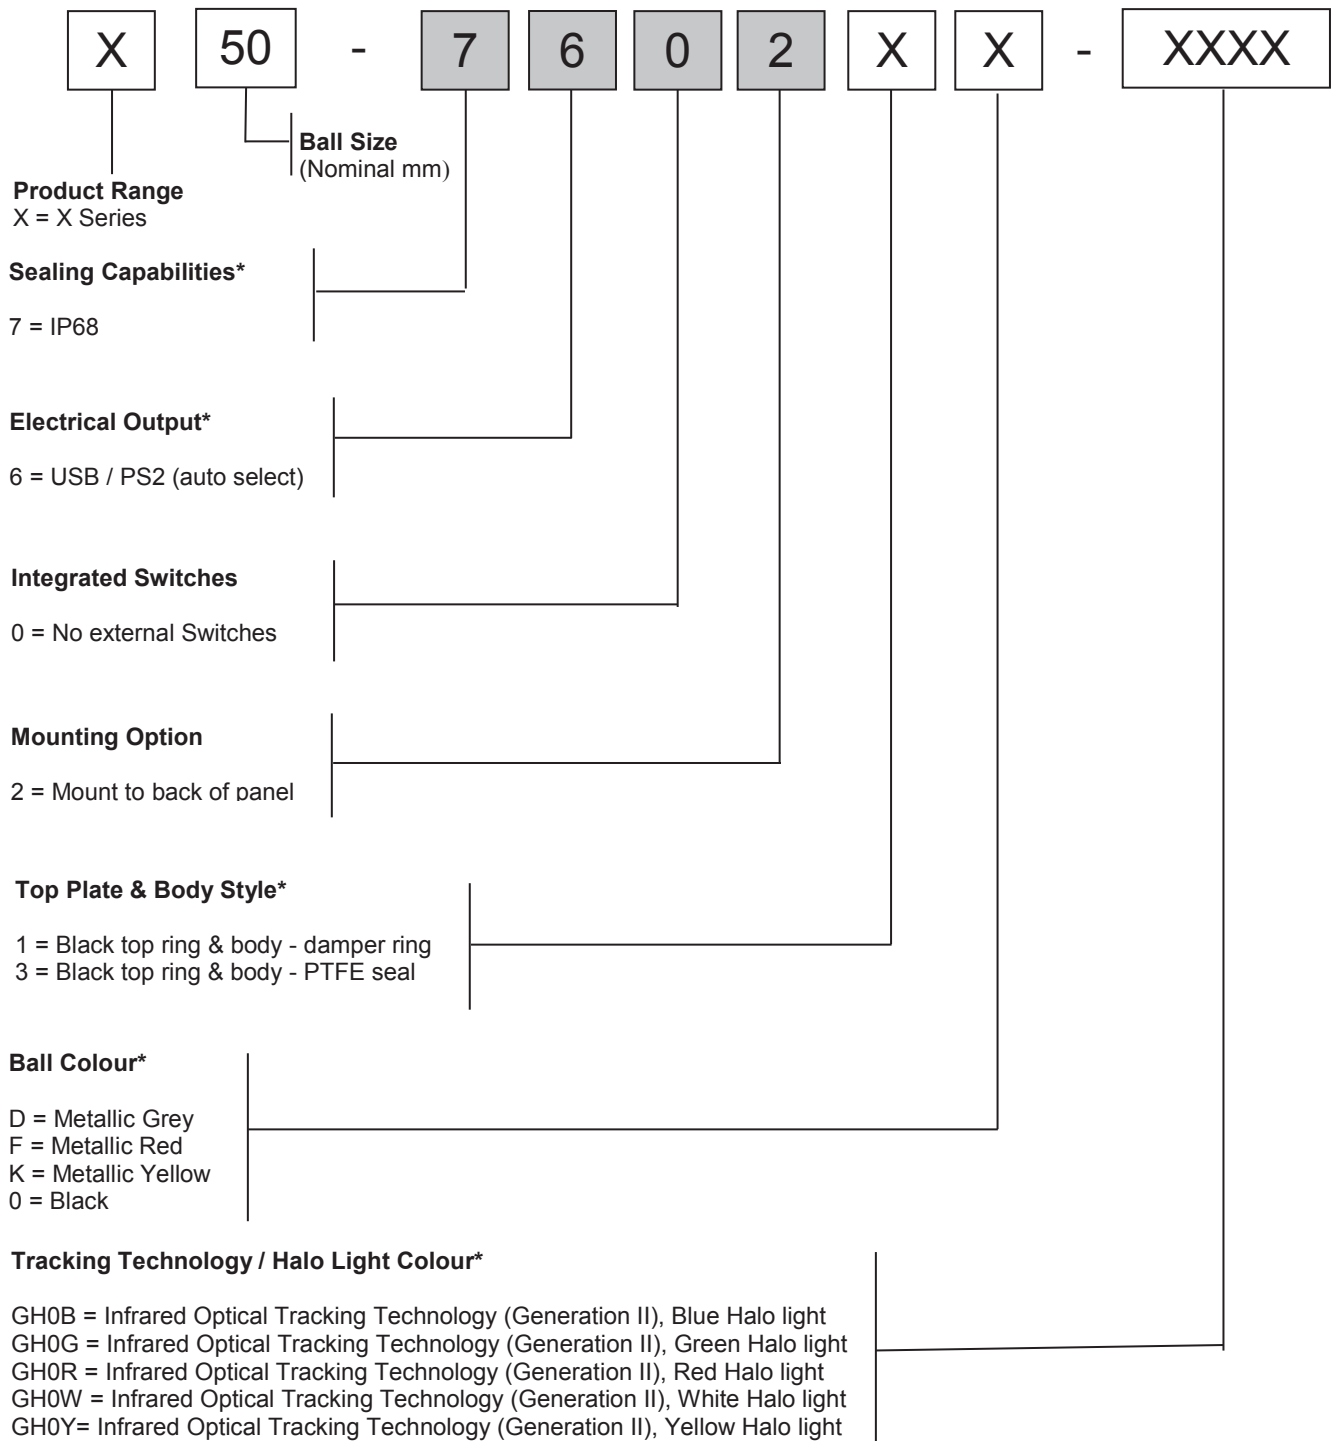 X 50 - 7 6 0 2 X X - XXXX
Ball Size
(Nominal mm)
Product Range
X = X Series
Sealing Capabilities*
7 = IP68
Electrical Output*
6 = USB / PS2 (auto select)
Integrated Switches
0 = No external Switches
Mounting Option
2 = Mount to back of panel
Top Plate & Body Style*
1 = Black top ring & body - damper ring
3 = Black top ring & body - PTFE seal
Ball Colour*
D = Metallic Grey
F = Metallic Red
K = Metallic Yellow
0 = Black
Tracking Technology / Halo Light Colour*
GH0B = Infrared Optical Tracking Technology (Generation II), Blue Halo light
GH0G = Infrared Optical Tracking Technology (Generation II), Green Halo light
GH0R = Infrared Optical Tracking Technology (Generation II), Red Halo light
GH0W = Infrared Optical Tracking Technology (Generation II), White Halo light
GH0Y= Infrared Optical Tracking Technology (Generation II), Yellow Halo light